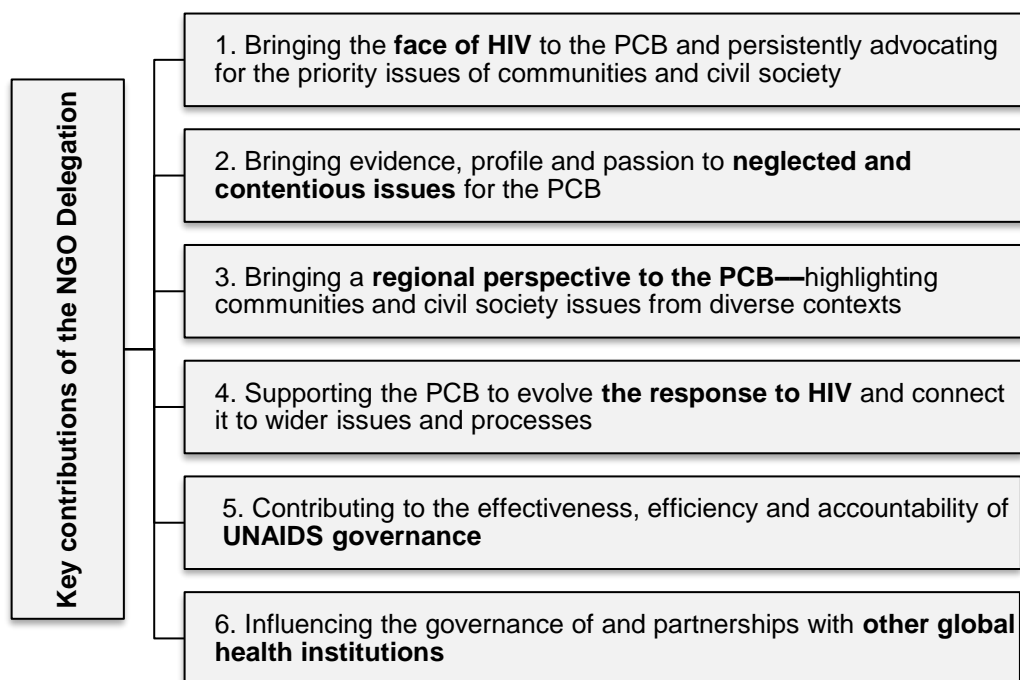 Key contributions of the NGO Delegation
1. Bringing the face of HIV to the PCB and persistently advocating
for the priority issues of communities and civil society
2. Bringing evidence, profile and passion to neglected and
contentious issues for the PCB
3. Bringing a regional perspective to the PCB—highlighting
communities and civil society issues from diverse contexts
4. Supporting the PCB to evolve the response to HIV and connect
it to wider issues and processes
5. Contributing to the effectiveness, efficiency and accountability of
UNAIDS governance
6. Influencing the governance of and partnerships with other global
health institutions